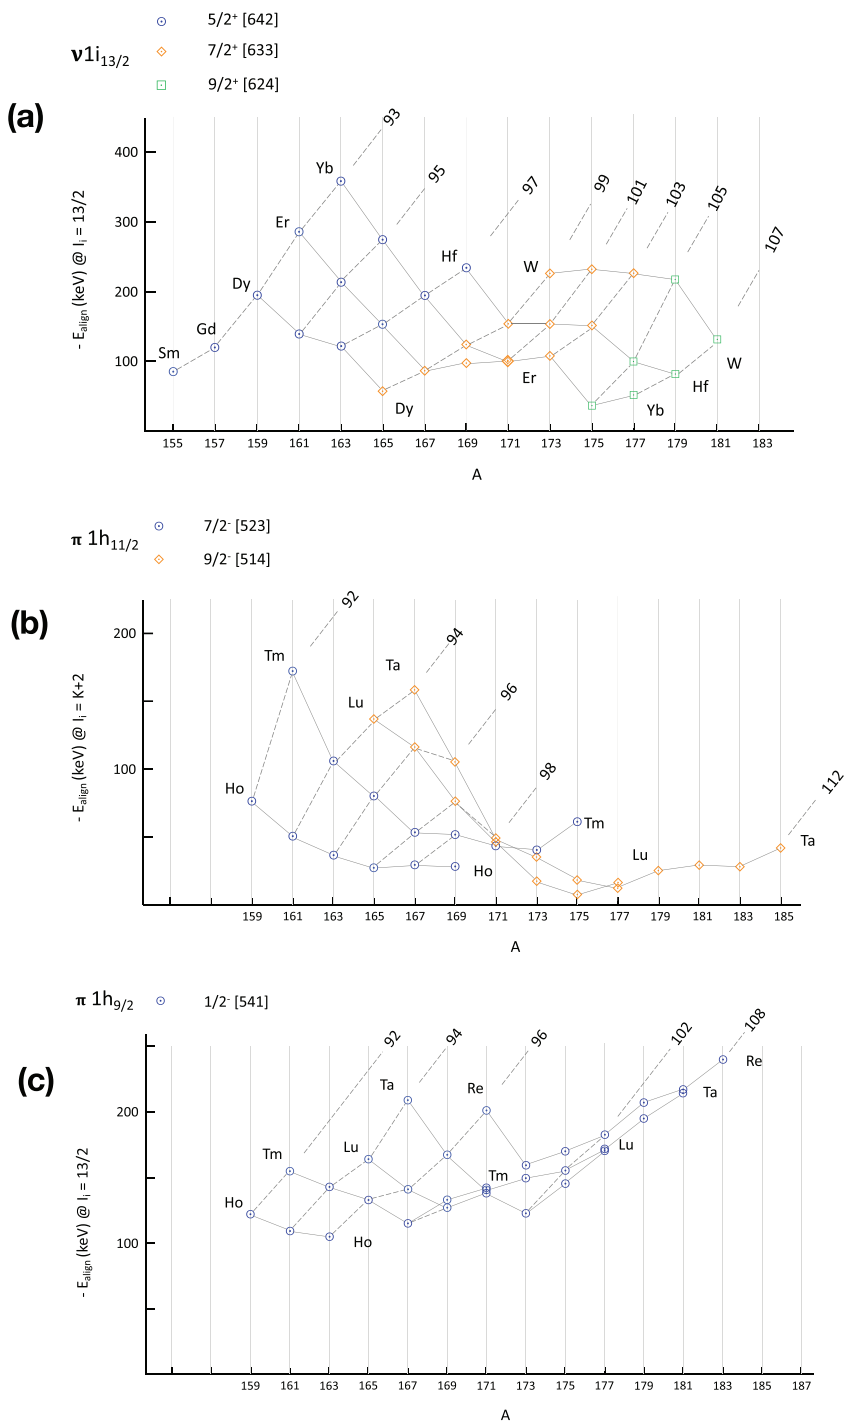 5/2⁺ [642]
ν1i₁₃/₂
7/2⁺ [633]
9/2⁺ [624]
(a)
93
95
97
99
101
103
105
107
- Eₐₗᵢgₙ (keV) @ Iᵢ = 13/2
400
300
200
100
Yb
Er
Hf
W
Dy
Gd
Sm
Er
Dy
Yb
Hf
W
155 157 159 161 163 165 167 169 171 173 175 177 179 181 183
A
7/2⁻ [523]
π 1h₁₁/₂
9/2⁻ [514]
(b)
92
94
96
98
112
- Eₐₗᵢgₙ (keV) @ Iᵢ = K+2
200
100
Tm
Ta
Lu
Ho
Tm
Ho
Lu
Ta
159 161 163 165 167 169 171 173 175 177 179 181 183 185
A
π 1h₉/₂
1/2⁻ [541]
(c)
92
94
96
102
108
- Eₐₗᵢgₙ (keV) @ Iᵢ = 13/2
200
100
Re
Ta
Re
Ta
Lu
Tm
Lu
Tm
Ho
Ho
159 161 163 165 167 169 171 173 175 177 179 181 183 185 187
A